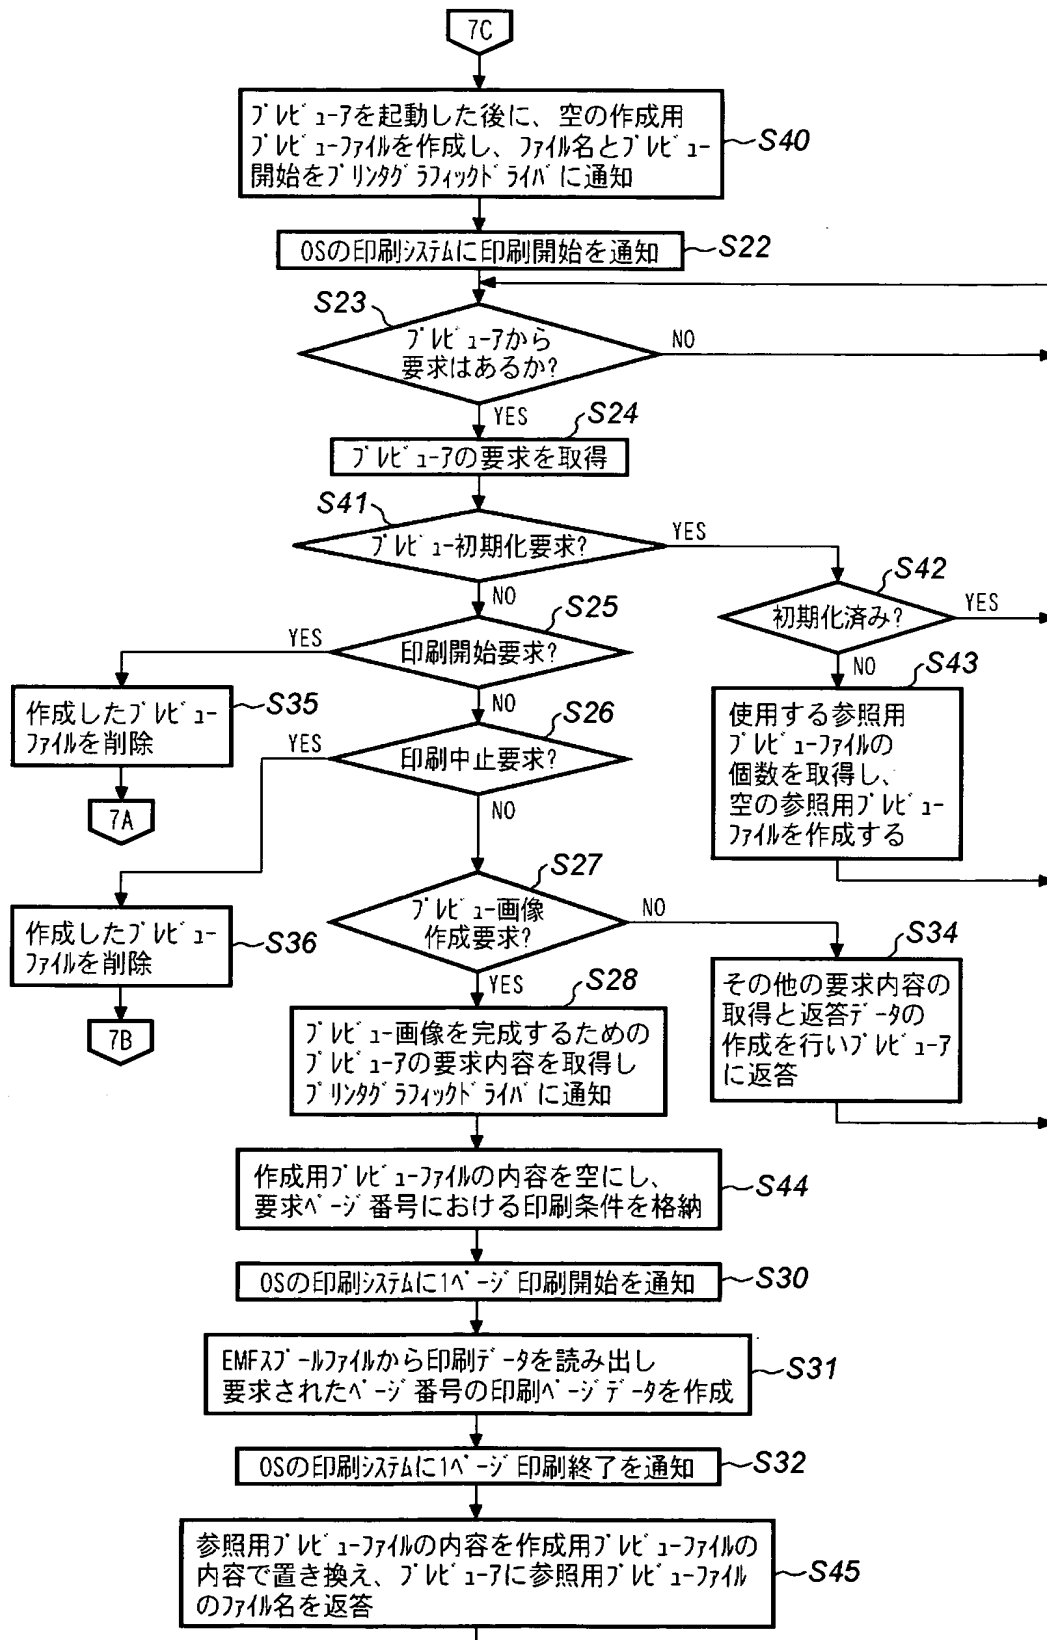 7C
プレビューアを起動した後に、空の作成用
プレビューファイルを作成し、ファイル名とプレビュー
開始をプリンタグラフィックドライバに通知
S40
OSの印刷システムに印刷開始を通知
S22
S23
プレビューアから
要求はあるか?
NO
YES
S24
プレビューアの要求を取得
S41
プレビュー初期化要求?
YES
NO
S42
初期化済み?
YES
NO
S25
印刷開始要求?
YES
NO
S43
使用する参照用
プレビューファイルの
個数を取得し、
空の参照用プレビュー
ファイルを作成する
作成したプレビュー
ファイルを削除
S35
7A
S26
印刷中止要求?
YES
NO
作成したプレビュー
ファイルを削除
S36
7B
S27
プレビュー画像
作成要求?
NO
YES
S34
その他の要求内容の
取得と返答データの
作成を行いプレビューア
に返答
S28
プレビュー画像を完成するための
プレビューアの要求内容を取得し
プリンタグラフィックドライバに通知
作成用プレビューファイルの内容を空にし、
要求ページ番号における印刷条件を格納
S44
OSの印刷システムに1ページ印刷開始を通知
S30
EMFスプールファイルから印刷データを読み出し
要求されたページ番号の印刷ページデータを作成
S31
OSの印刷システムに1ページ印刷終了を通知
S32
参照用プレビューファイルの内容を作成用プレビューファイルの
内容で置き換え、プレビューアに参照用プレビューファイル
のファイル名を返答
S45